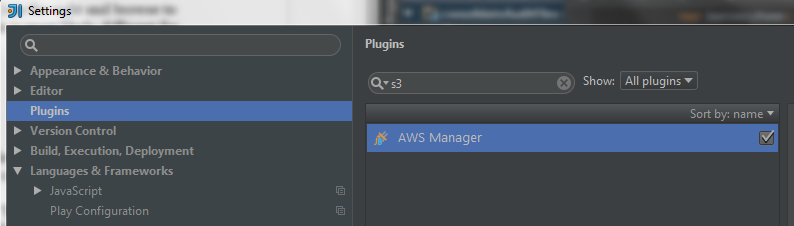 Settings
Plugins
Appearance & Behavior
Editor
Plugins
Version Control
Build, Execution, Deployment
Languages & Frameworks
JavaScript
Play Configuration
s3
Show: All plugins
Sort by: name
AWS Manager